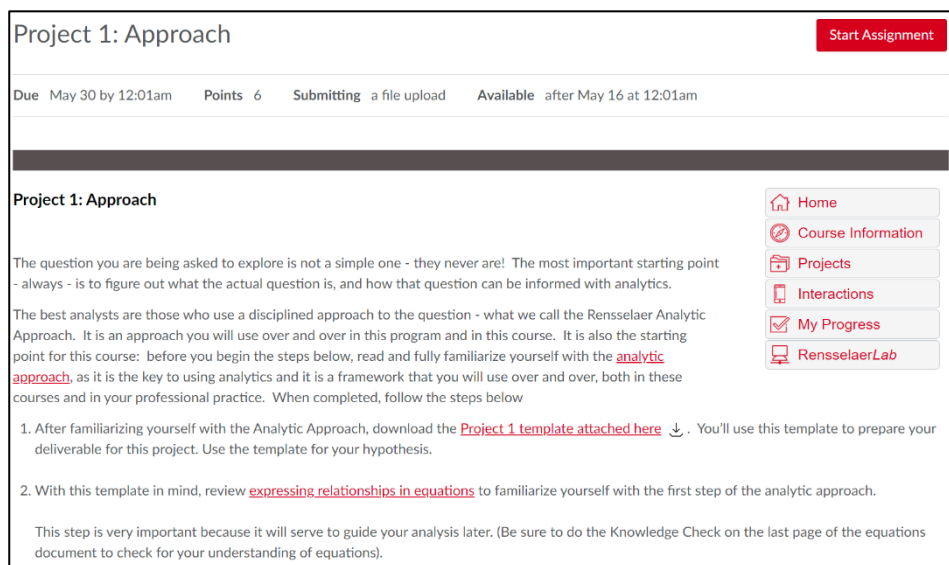 Project 1: Approach
Start Assignment
Due May 30 by 12:01am Points 6 Submitting a file upload Available after May 16 at 12:01am
Project 1: Approach
Home
Course Information
Projects
Interactions
My Progress
RensselaerLab
The question you are being asked to explore is not a simple one - they never are! The most important starting point
- always - is to figure out what the actual question is, and how that question can be informed with analytics.
The best analysts are those who use a disciplined approach to the question - what we call the Rensselaer Analytic
Approach. It is an approach you will use over and over in this program and in this course. It is also the starting
point for this course: before you begin the steps below, read and fully familiarize yourself with the analytic
approach, as it is the key to using analytics and it is a framework that you will use over and over, both in these
courses and in your professional practice. When completed, follow the steps below
1. After familiarizing yourself with the Analytic Approach, download the Project 1 template attached here . You'll use this template to prepare your
deliverable for this project. Use the template for your hypothesis.
2. With this template in mind, review expressing relationships in equations to familiarize yourself with the first step of the analytic approach.
This step is very important because it will serve to guide your analysis later. (Be sure to do the Knowledge Check on the last page of the equations
document to check for your understanding of equations).